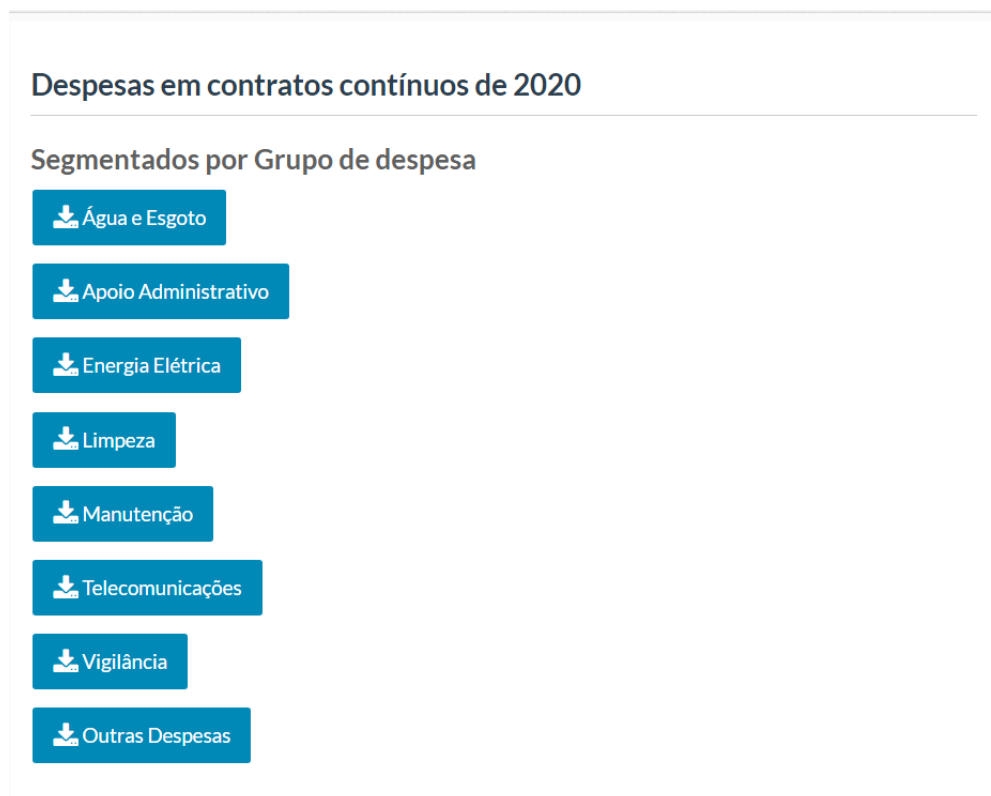 Despesas em contratos contínuos de 2020
Segmentados por Grupo de despesa
Água e Esgoto
Apoio Administrativo
Energia Elétrica
Limpeza
Manutenção
Telecomunicações
Vigilância
Outras Despesas